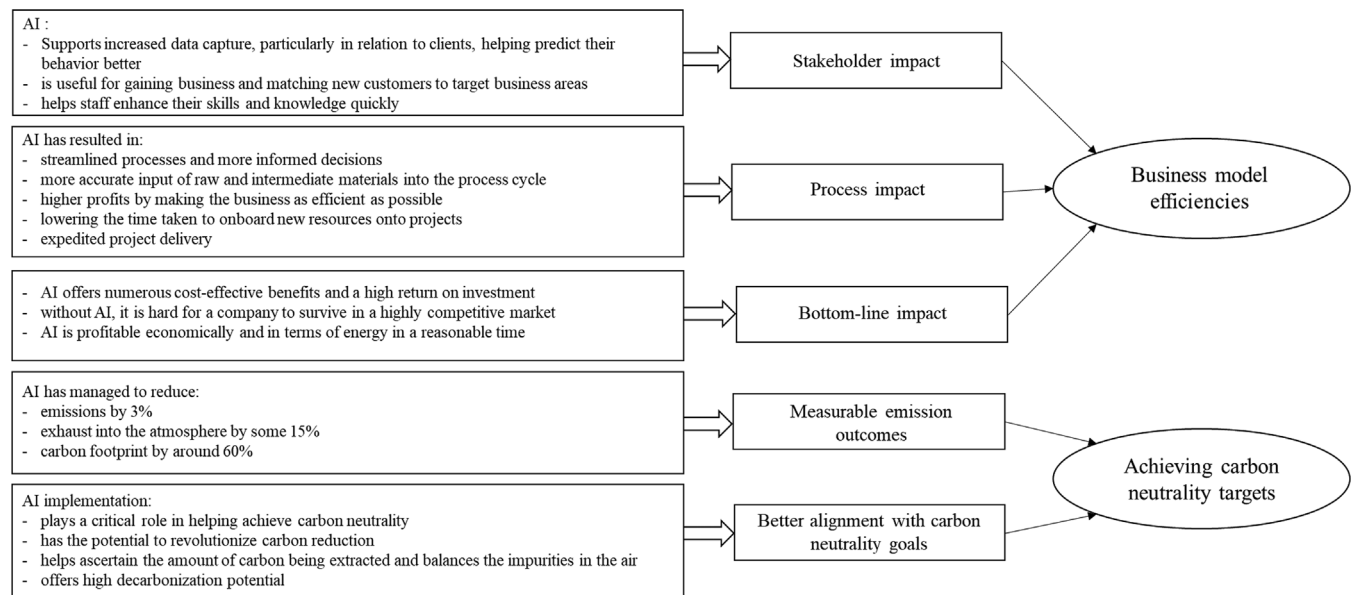 AI :
- Supports increased data capture, particularly in relation to clients, helping predict their
behavior better
- is useful for gaining business and matching new customers to target business areas
- helps staff enhance their skills and knowledge quickly
Stakeholder impact
AI has resulted in:
- streamlined processes and more informed decisions
- more accurate input of raw and intermediate materials into the process cycle
- higher profits by making the business as efficient as possible
- lowering the time taken to onboard new resources onto projects
- expedited project delivery
Process impact
Business model
efficiencies
- AI offers numerous cost-effective benefits and a high return on investment
- without AI, it is hard for a company to survive in a highly competitive market
- AI is profitable economically and in terms of energy in a reasonable time
Bottom-line impact
AI has managed to reduce:
- emissions by 3%
- exhaust into the atmosphere by some 15%
- carbon footprint by around 60%
Measurable emission
outcomes
Achieving carbon
neutrality targets
AI implementation:
- plays a critical role in helping achieve carbon neutrality
- has the potential to revolutionize carbon reduction
- helps ascertain the amount of carbon being extracted and balances the impurities in the air
- offers high decarbonization potential
Better alignment with carbon
neutrality goals